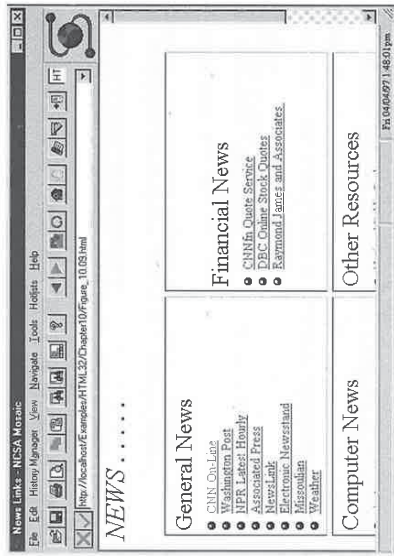 News Links - NCSA Mosaic
File Edit History Manager View Navigate Tools Hotlists Help
HT
http://localhost/Examples/HTML32/Chapter10/Figuse_10.09.html
NEWS . . . . . .
General News
CNN On-Line
Washington Post
NPR Latest Hourly
Associated Press
NewsLink
Electronic Newsstand
Missoulian
Weather
Financial News
CNNfn Quote Service
DBC Online Stock Quotes
Raymond James and Associates
Computer News
Other Resources
Fri 04/04/97 1:48:01pm